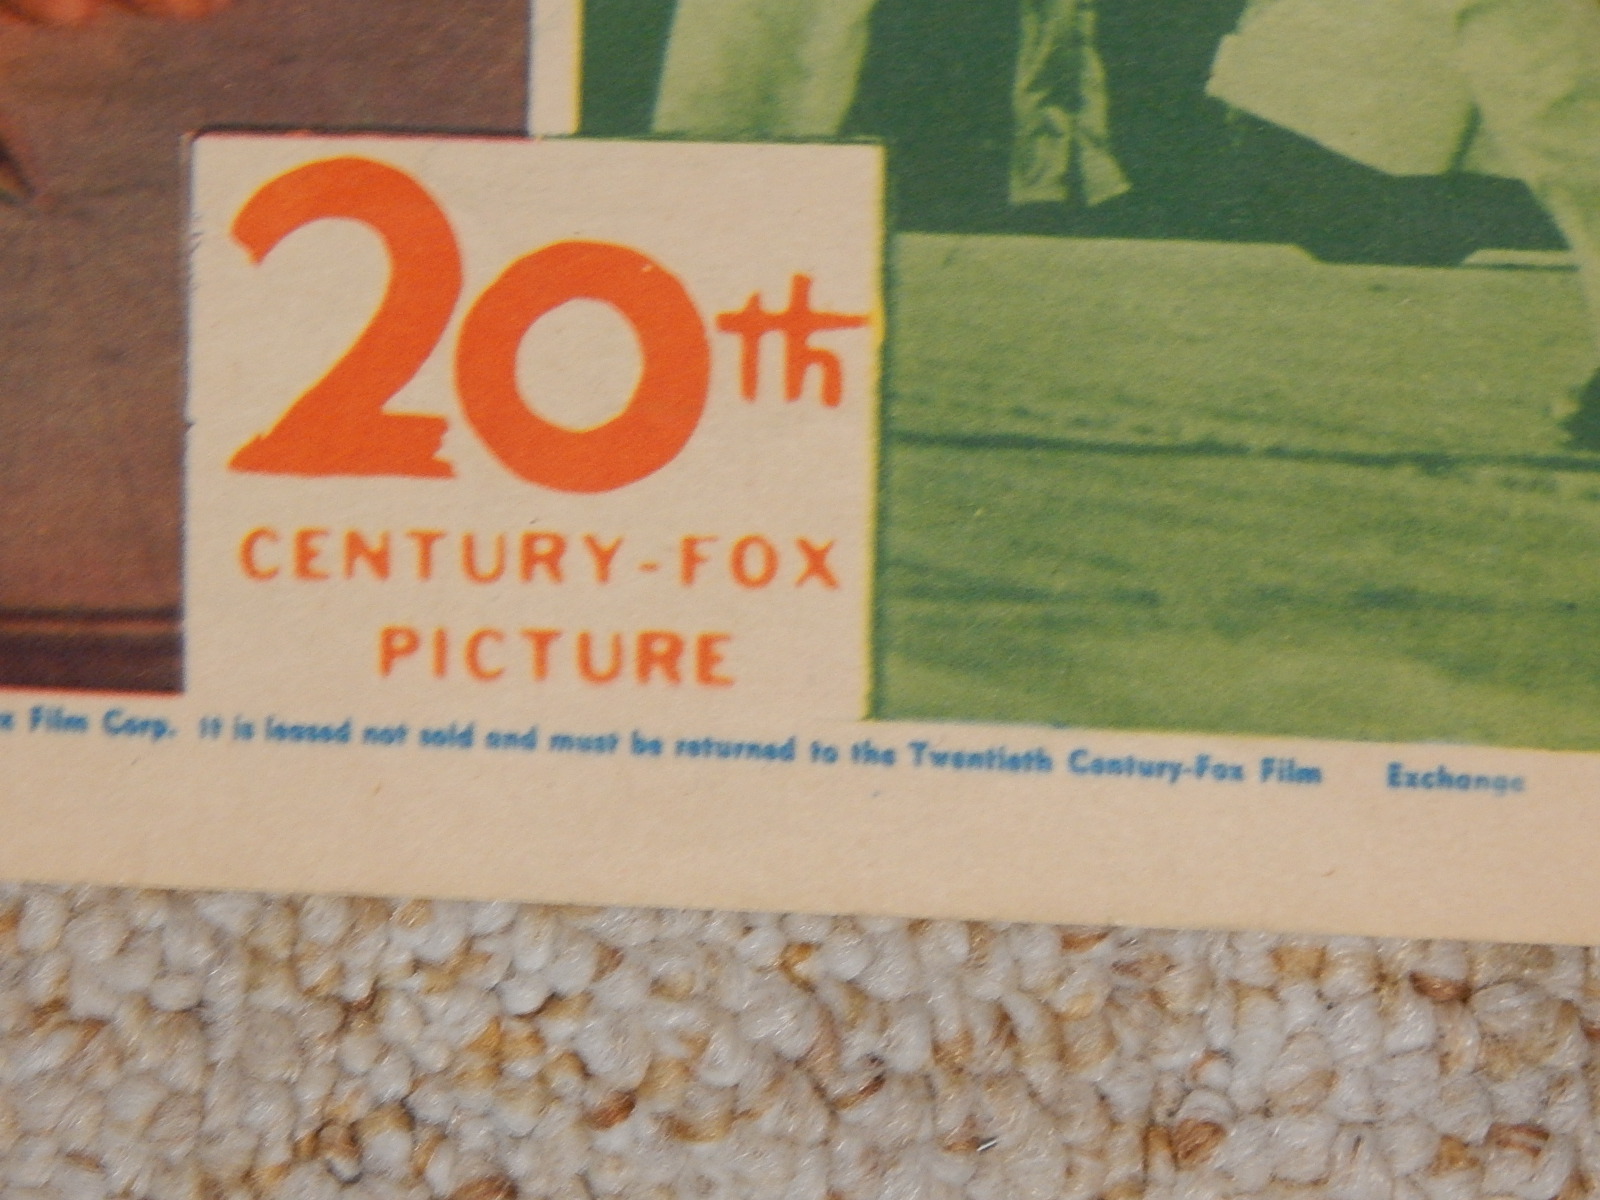 20th
CENTURY-FOX
PICTURE
x Film Corp. It is leased not sold and must be returned to the Twentieth Century-Fox Film Exchange